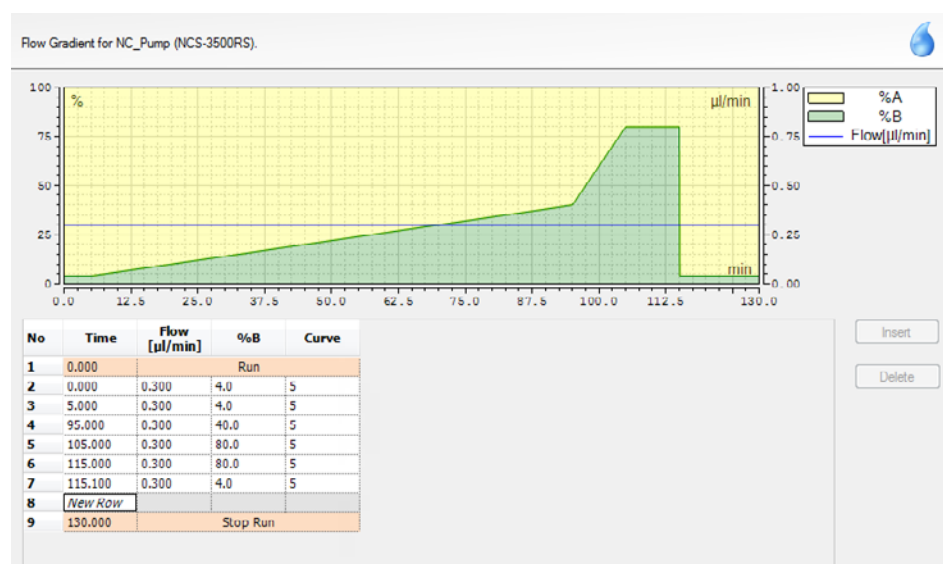 Flow Gradient for NC_Pump (NCS-3500RS).
100
75
50
25
0
%
µl/min
min
1.00
0.75
0.50
0.25
0.00
%A
%B
Flow[µl/min]
0.0 12.5 25.0 37.5 50.0 62.5 75.0 87.5 100.0 112.5 130.0
No Time Flow [µl/min] %B Curve
1 0.000 Run
2 0.000 0.300 4.0 5
3 5.000 0.300 4.0 5
4 95.000 0.300 40.0 5
5 105.000 0.300 80.0 5
6 115.000 0.300 80.0 5
7 115.100 0.300 4.0 5
8 New Row
9 130.000 Stop Run
Insert
Delete